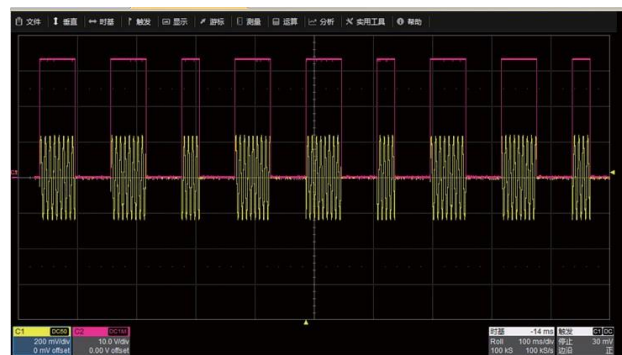 文件 垂直 时基 触发 显示 游标 测量 运算 分析 实用工具 帮助
C1 DC50 C2 DC1M 时基 -14 ms 触发 C1 DC
200 mV/div 10.0 V/div Roll 100 ms/div 停止 30 mV
0 mV offset 0.00 V offset 100 kS 100 kS/s 边沿 正